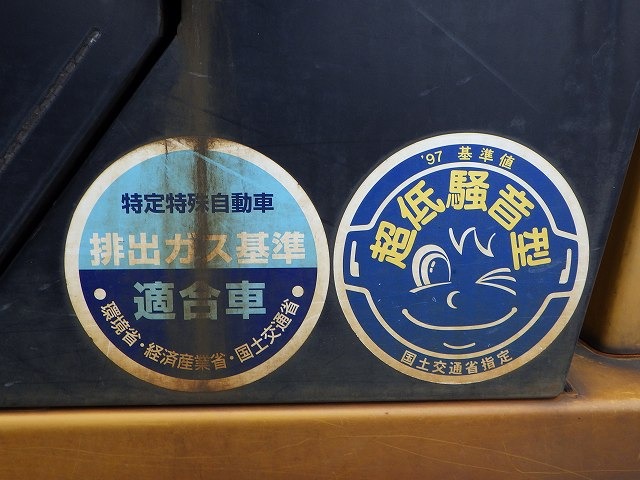 特定特殊自動車
排出ガス基準
適合車
環境省・経済産業省・国土交通省
'97 基準値
超低騒音型
国土交通省指定